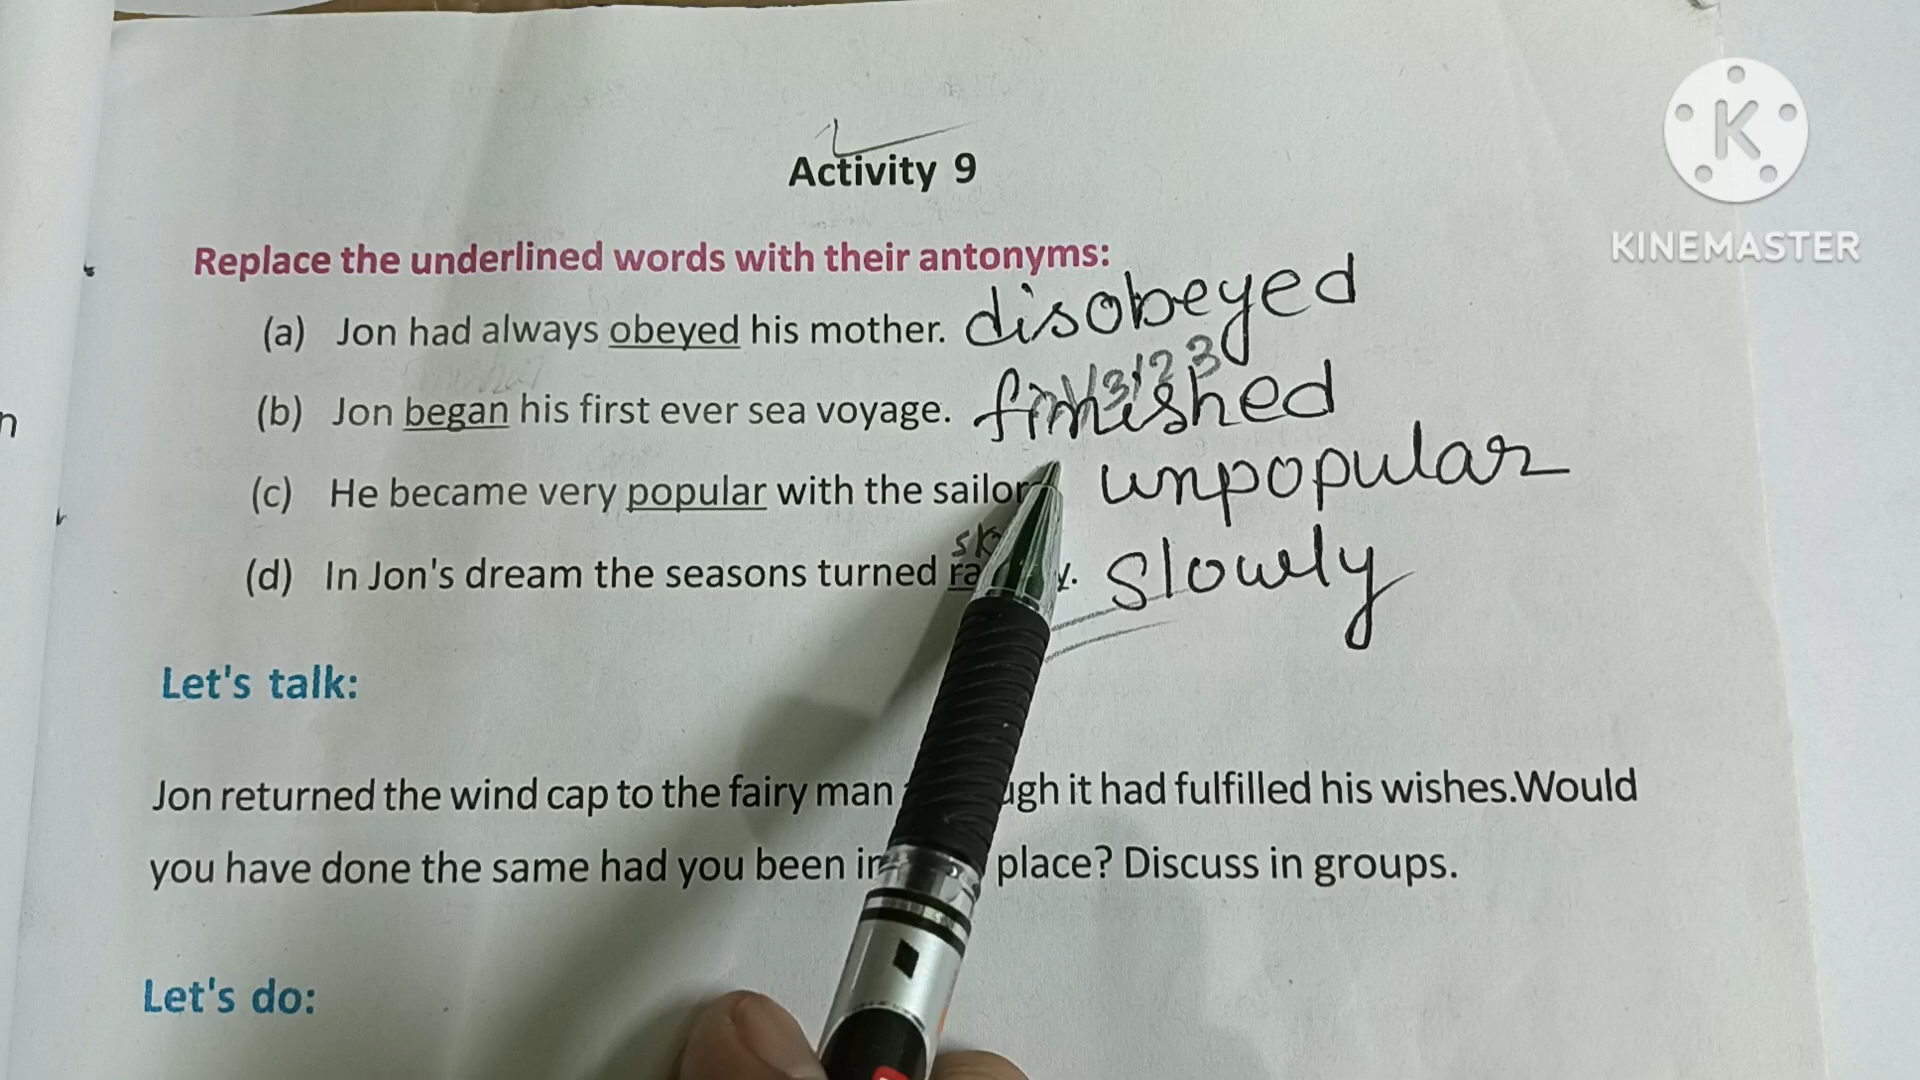 K
KINEMASTER
Activity 9
Replace the underlined words with their antonyms:
(a) Jon had always obeyed his mother. disobeyed
(b) Jon began his first ever sea voyage. finished
(c) He became very popular with the sailor unpopular
(d) In Jon's dream the seasons turned slowly
Let's talk:
Jon returned the wind cap to the fairy man it had fulfilled his wishes.Would
you have done the same had you been in place? Discuss in groups.
Let's do: